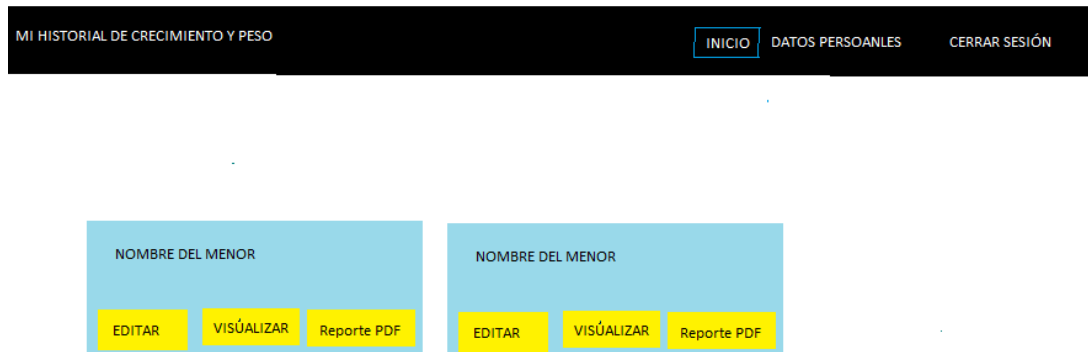 MI HISTORIAL DE CRECIMIENTO Y PESO
INICIO DATOS PERSOANLES CERRAR SESIÓN
NOMBRE DEL MENOR
EDITAR VISÚALIZAR Reporte PDF
NOMBRE DEL MENOR
EDITAR VISÚALIZAR Reporte PDF